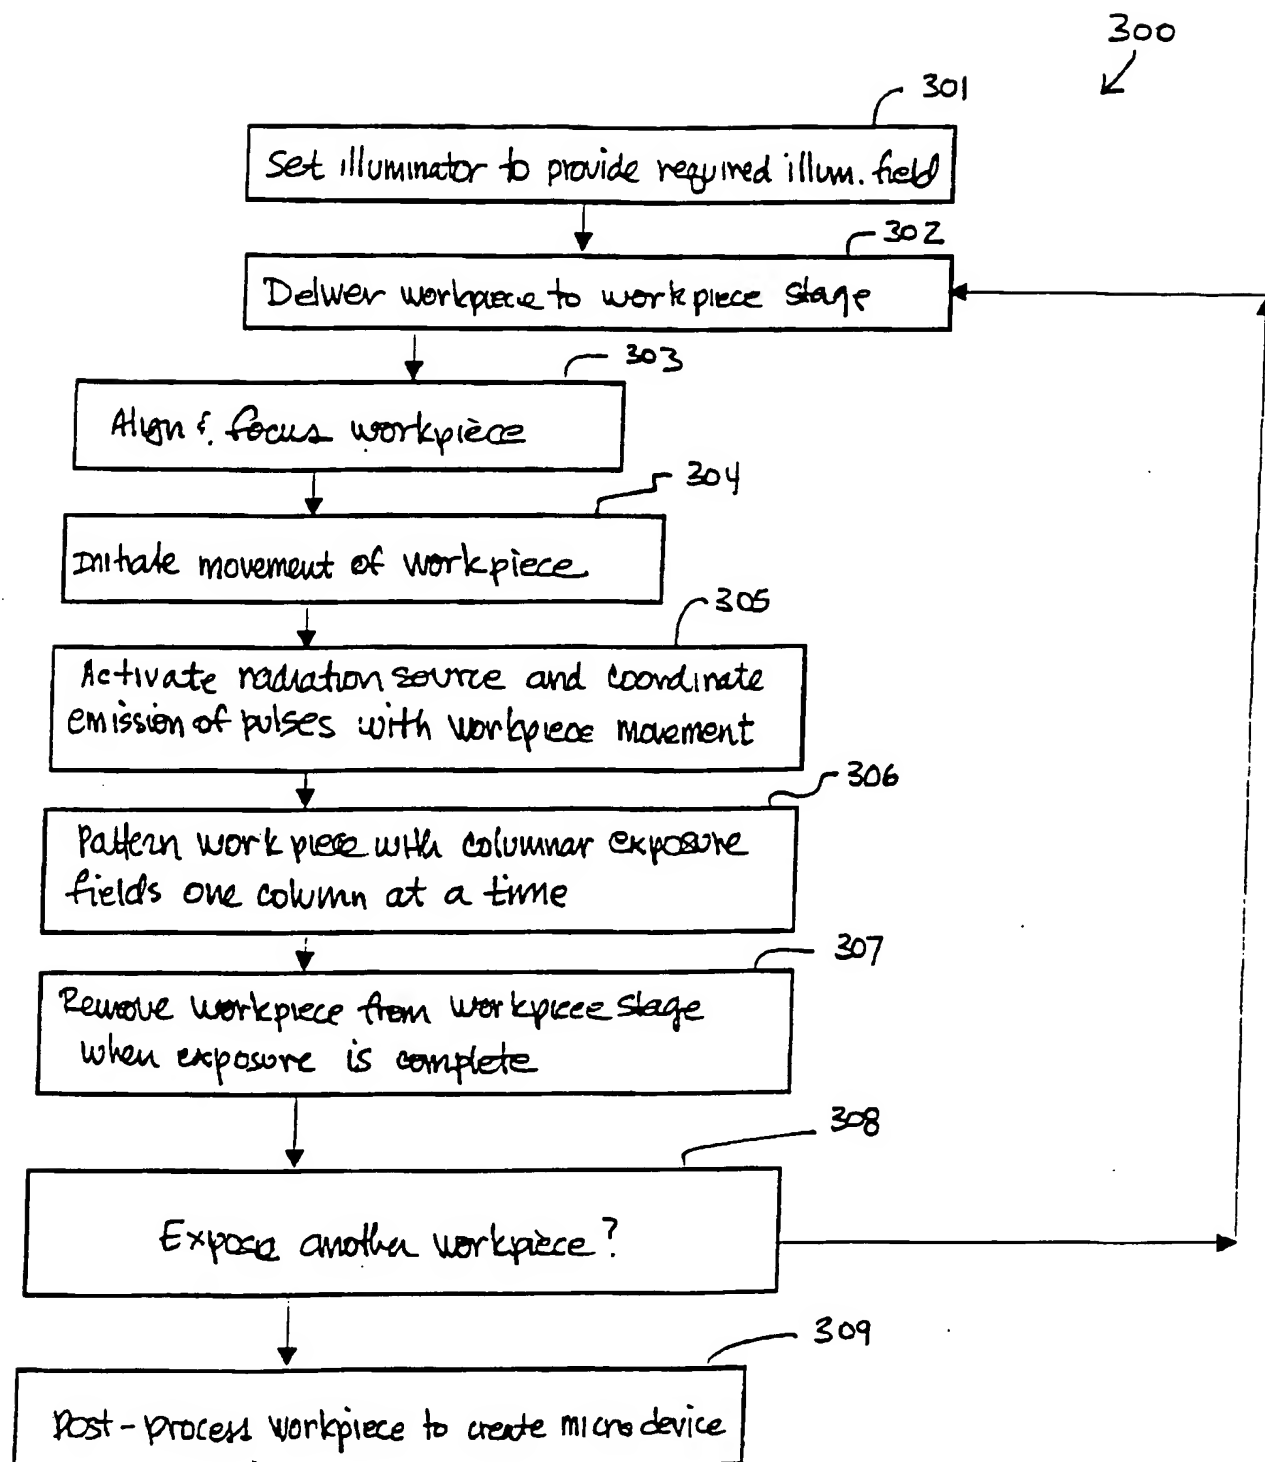 300
301
Set illuminator to provide required illum. field
302
Deliver workpiece to workpiece stage
303
Align & focus workpiece
304
Initiate movement of workpiece
305
Activate radiation source and coordinate
emission of pulses with workpiece movement
306
Pattern workpiece with columnar exposure
fields one column at a time
307
Remove workpiece from workpiece stage
when exposure is complete
308
Expose another workpiece?
309
Post-process workpiece to create micro device